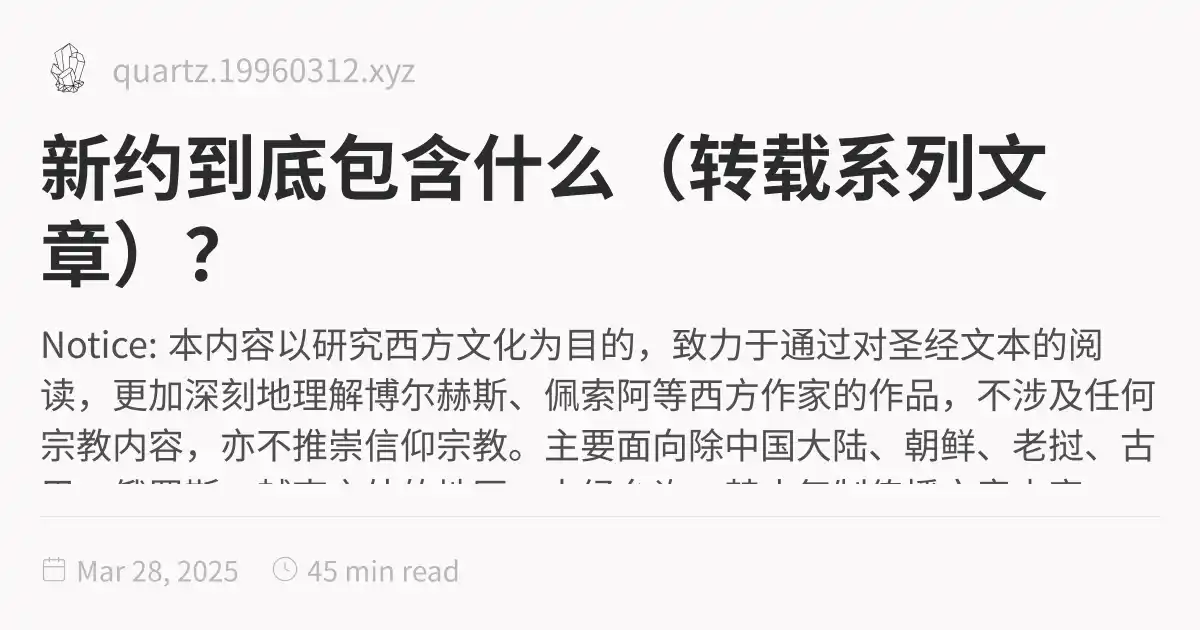 quartz.19960312.xyz
新约到底包含什么（转载系列文
章）？
Notice: 本内容以研究西方文化为目的，致力于通过对圣经文本的阅
读，更加深刻地理解博尔赫斯、佩索阿等西方作家的作品，不涉及任何
宗教内容，亦不推崇信仰宗教。主要面向除中国大陆、朝鲜、老挝、古
Mar 28, 2025
45 min read